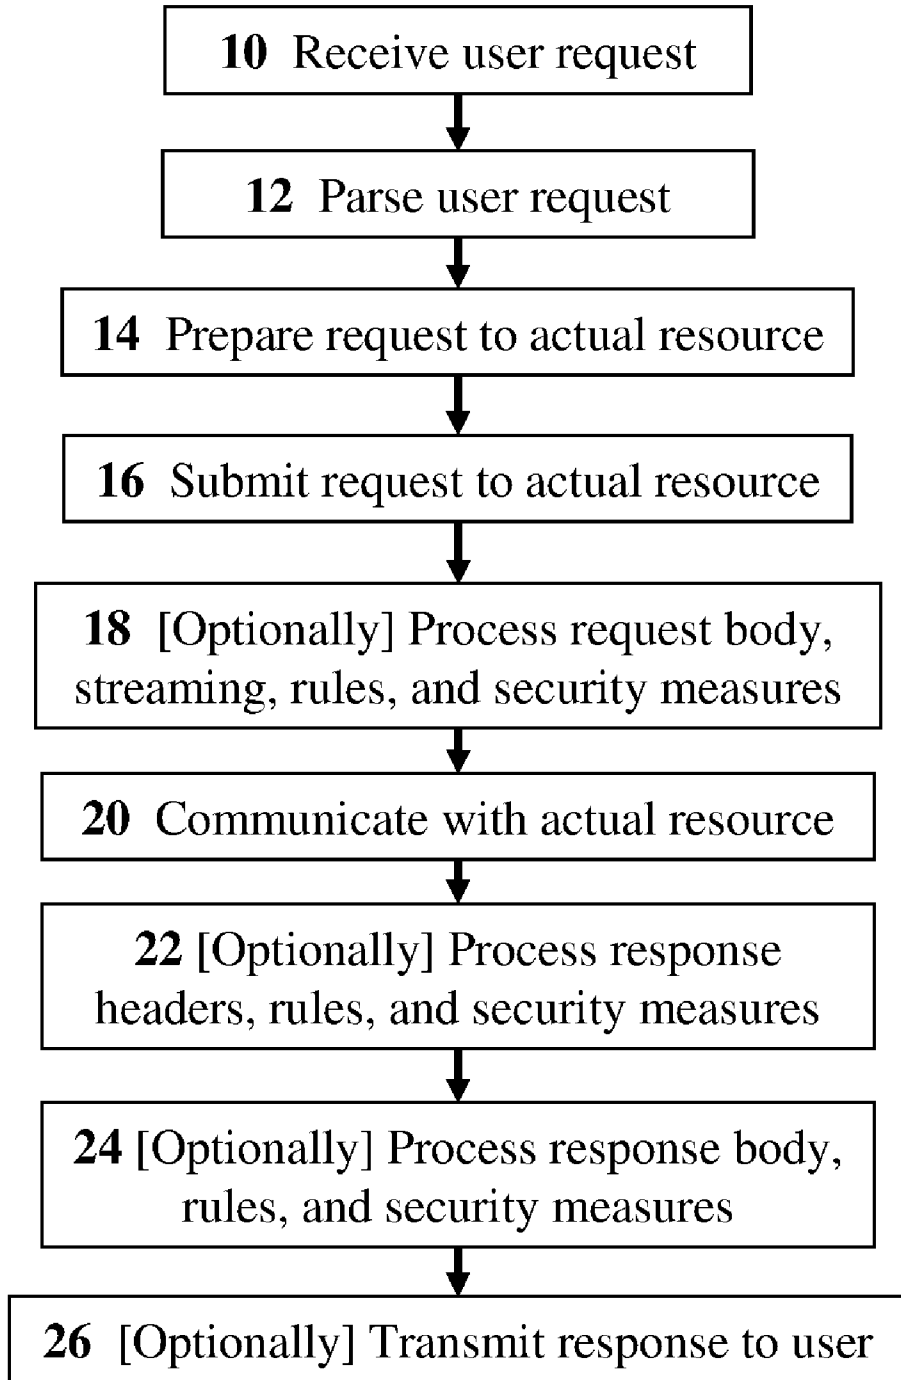 10 Receive user request
12 Parse user request
14 Prepare request to actual resource
16 Submit request to actual resource
18 [Optionally] Process request body,
streaming, rules, and security measures
20 Communicate with actual resource
22 [Optionally] Process response
headers, rules, and security measures
24 [Optionally] Process response body,
rules, and security measures
26 [Optionally] Transmit response to user